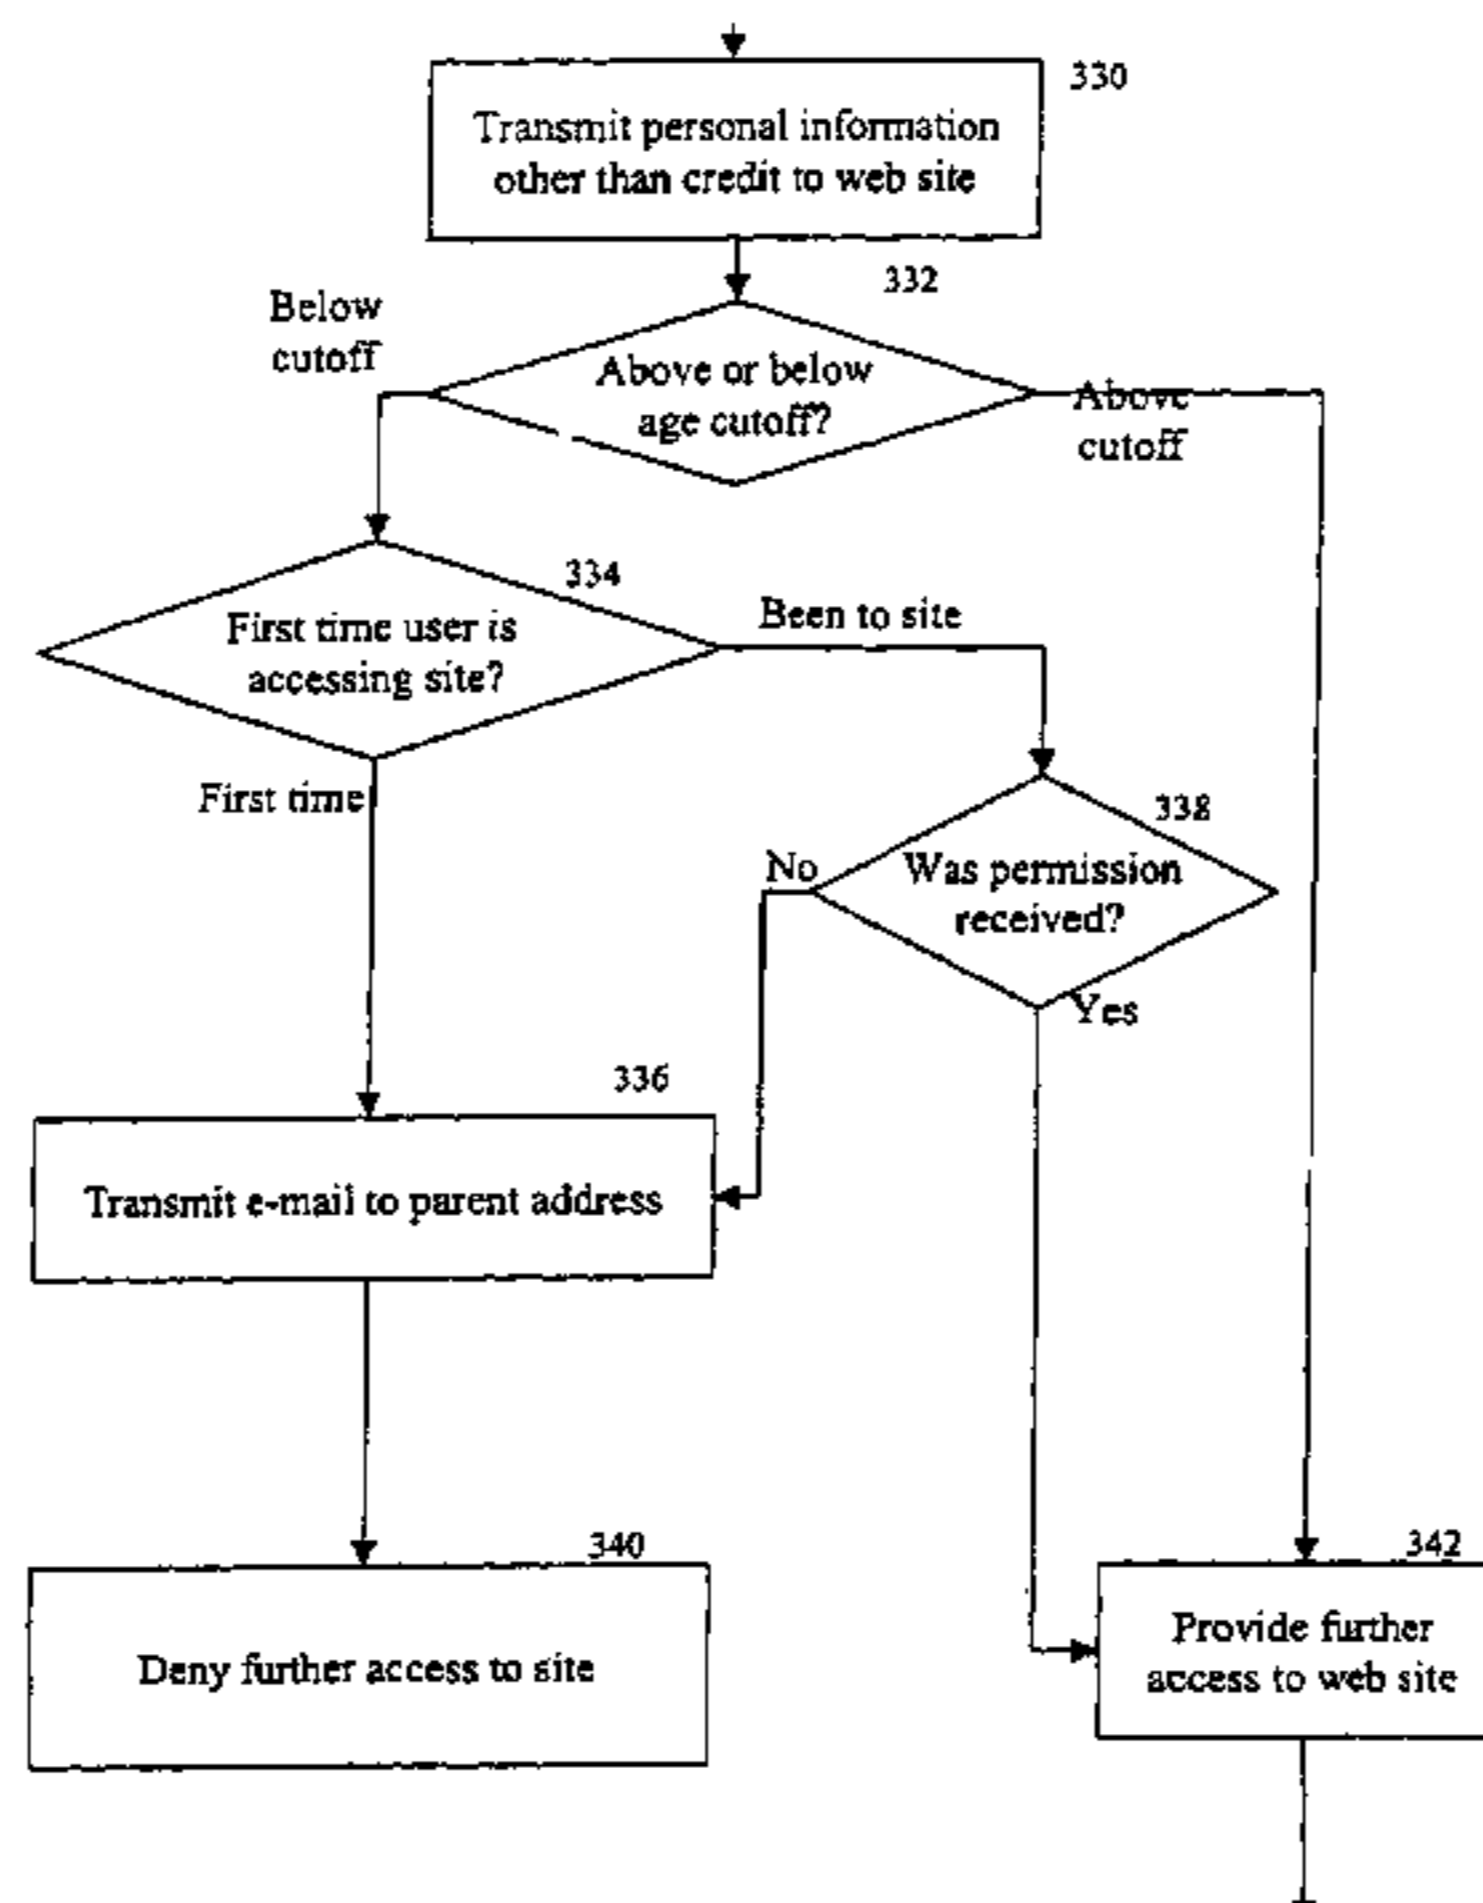 330
Transmit personal information
other than credit to web site
332
Below
cutoff
Above or below
age cutoff?
Above
cutoff
334
First time user is
accessing site?
Been to site
First time
338
No
Was permission
received?
Yes
336
Transmit e-mail to parent address
340
Deny further access to site
342
Provide further
access to web site